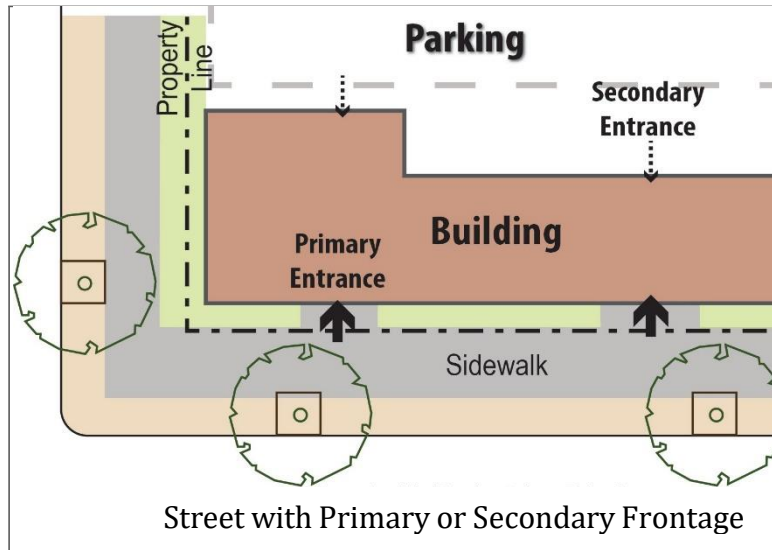 Parking
Property
Line
Secondary
Entrance
Building
Primary
Entrance
Sidewalk
Street with Primary or Secondary Frontage